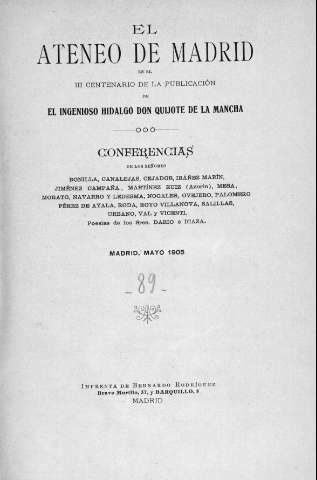 EL
ATENEO DE MADRID
EN EL
III CENTENARIO DE LA PUBLICACIÓN
DE
EL INGENIOSO HIDALGO DON QUIJOTE DE LA MANCHA
CONFERENCIAS
DE LOS SEÑORES
BONILLA, CANALEJAS, CEJADOR, IBÁÑEZ MARÍN,
JIMÉNEZ CAMPAÑA, MARTÍNEZ RUIZ (Azorín), MESA,
MORATO, NAVARRO Y LEDESMA, NOGALES, OVEJERO, PALOMERO
PÉREZ DE AYALA, RODA, ROYO VILLANOVA, SALILLAS,
URBANO, VAL y VICENTI.
Poesías de los Sres. DARÍO é ICAZA.
MADRID, MAYO 1905
- 89 -
IMPRENTA DE BERNARDO RODRÍGUEZ
Bravo Murillo, 37, y BARQUILLO, 8
MADRID